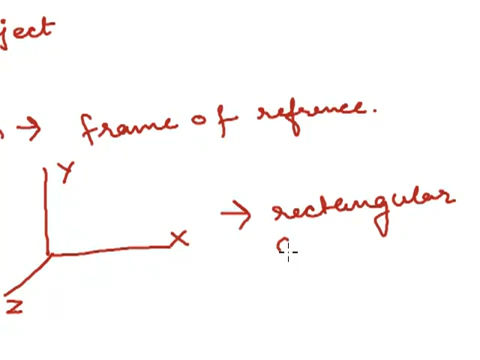 ject
→ frame of refrence.
Y
→ rectangular
X
Z